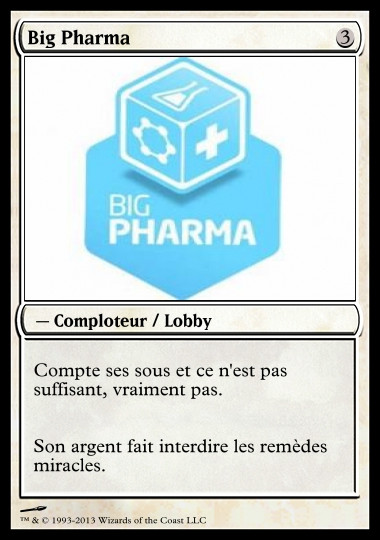 Big Pharma 3
BIG
PHARMA
— Comploteur / Lobby
Compte ses sous et ce n'est pas
suffisant, vraiment pas.
Son argent fait interdire les remèdes
miracles.
™ & © 1993-2013 Wizards of the Coast LLC